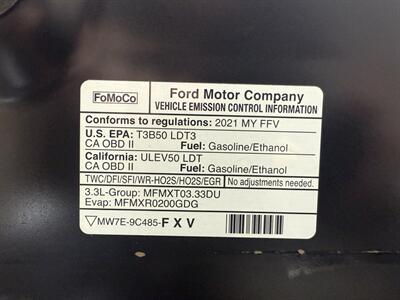 FoMoCo
Ford Motor Company
VEHICLE EMISSION CONTROL INFORMATION
Conforms to regulations: 2021 MY FFV
U.S. EPA: T3B50 LDT3
CA OBD II Fuel: Gasoline/Ethanol
California: ULEV50 LDT
CA OBD II Fuel: Gasoline/Ethanol
TWC/DFI/SFI/WR-HO2S/HO2S/EGR No adjustments needed.
3.3L-Group: MFMXT03.33DU
Evap: MFMXR0200GDG
MW7E-9C485-F X V